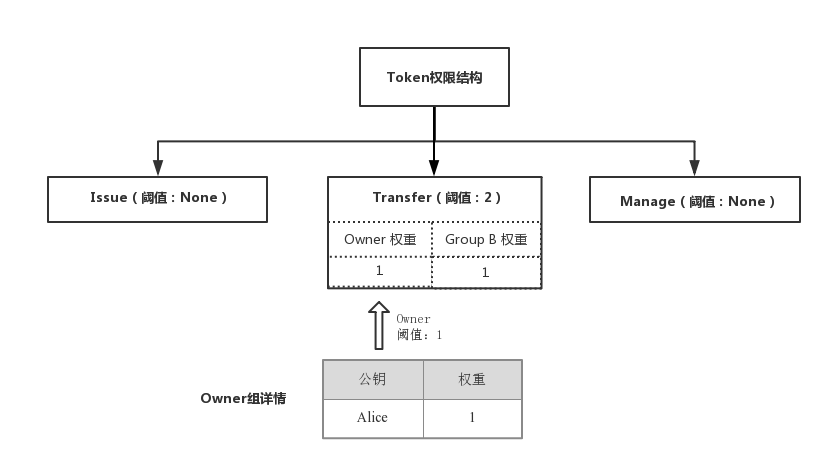 Token权限结构
Issue（阈值：None）
Transfer（阈值：2）
Manage（阈值：None）
Owner 权重
Group B 权重
1
1
Owner
阈值：1
Owner组详情
公钥
权重
Alice
1